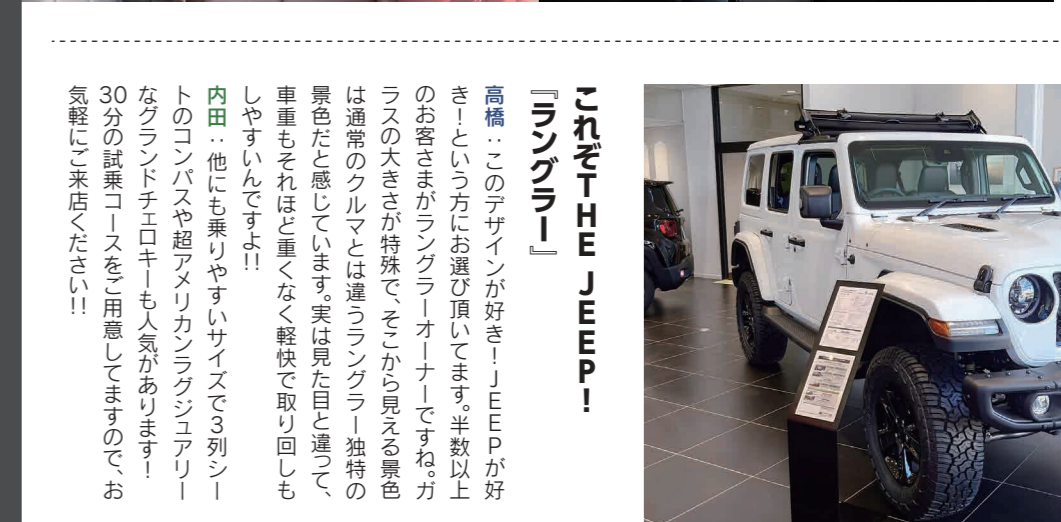 これぞTHE JEEP!
『ラングラー』
高橋：このデザインが好き！JEEPが好
き！という方にお選び頂いてます。半数以上
のお客さまがラングラーオーナーですね。ガ
ラスの大きさが特殊で、そこから見える景色
は通常のクルマとは違うラングラー独特の
景色だと感じています。実は見た目と違って、
車重もそれほど重くなく軽快で取り回しも
しやすいんですよ!!
内田：他にも乗りやすいサイズで3列シー
トのコンパスや超アメリカンラグジュアリー
なグランドチェロキーも人気があります！
30分の試乗コースをご用意してますので、お
気軽にご来店ください!!